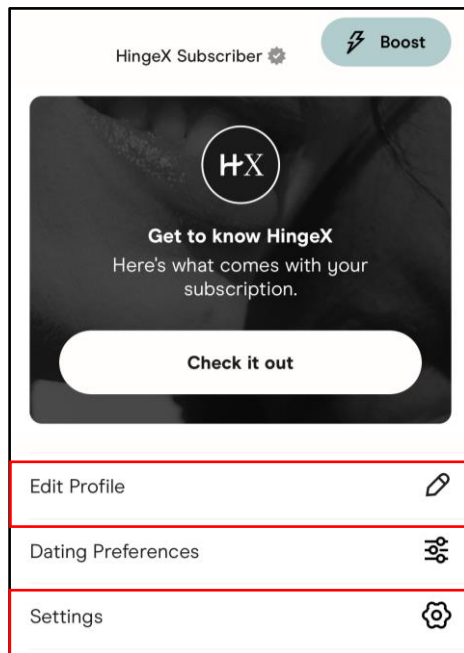 HingeX Subscriber
Boost
HX
Get to know HingeX
Here's what comes with your
subscription.
Check it out
Edit Profile
Dating Preferences
Settings